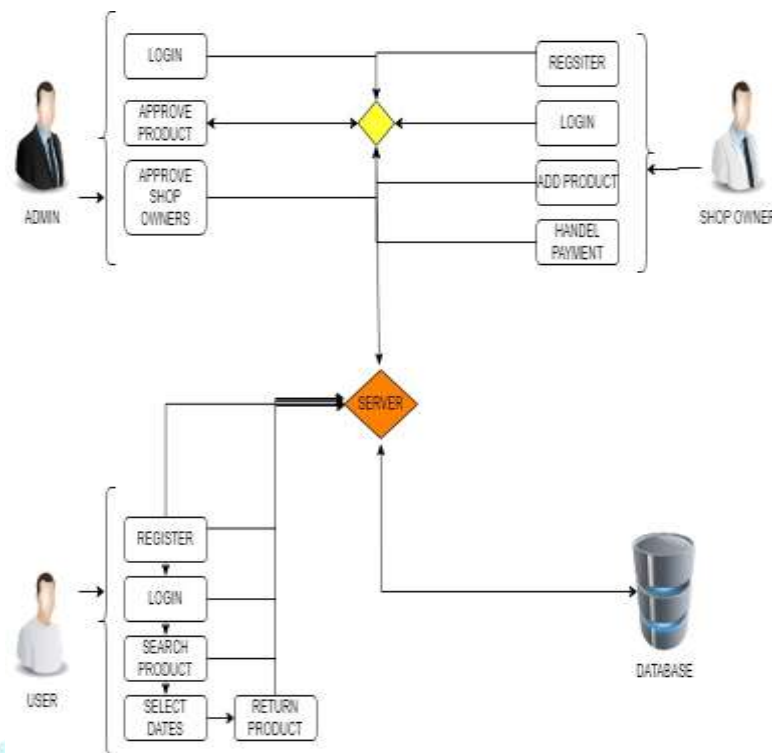 LOGIN
APPROVE
PRODUCT
APPROVE
SHOP
OWNERS
ADMIN
REGSITER
LOGIN
ADD PRODUCT
HANDEL
PAYMENT
SHOP OWNER
SERVER
REGISTER
LOGIN
SEARCH
PRODUCT
SELECT
DATES
RETURN
PRODUCT
USER
DATABASE